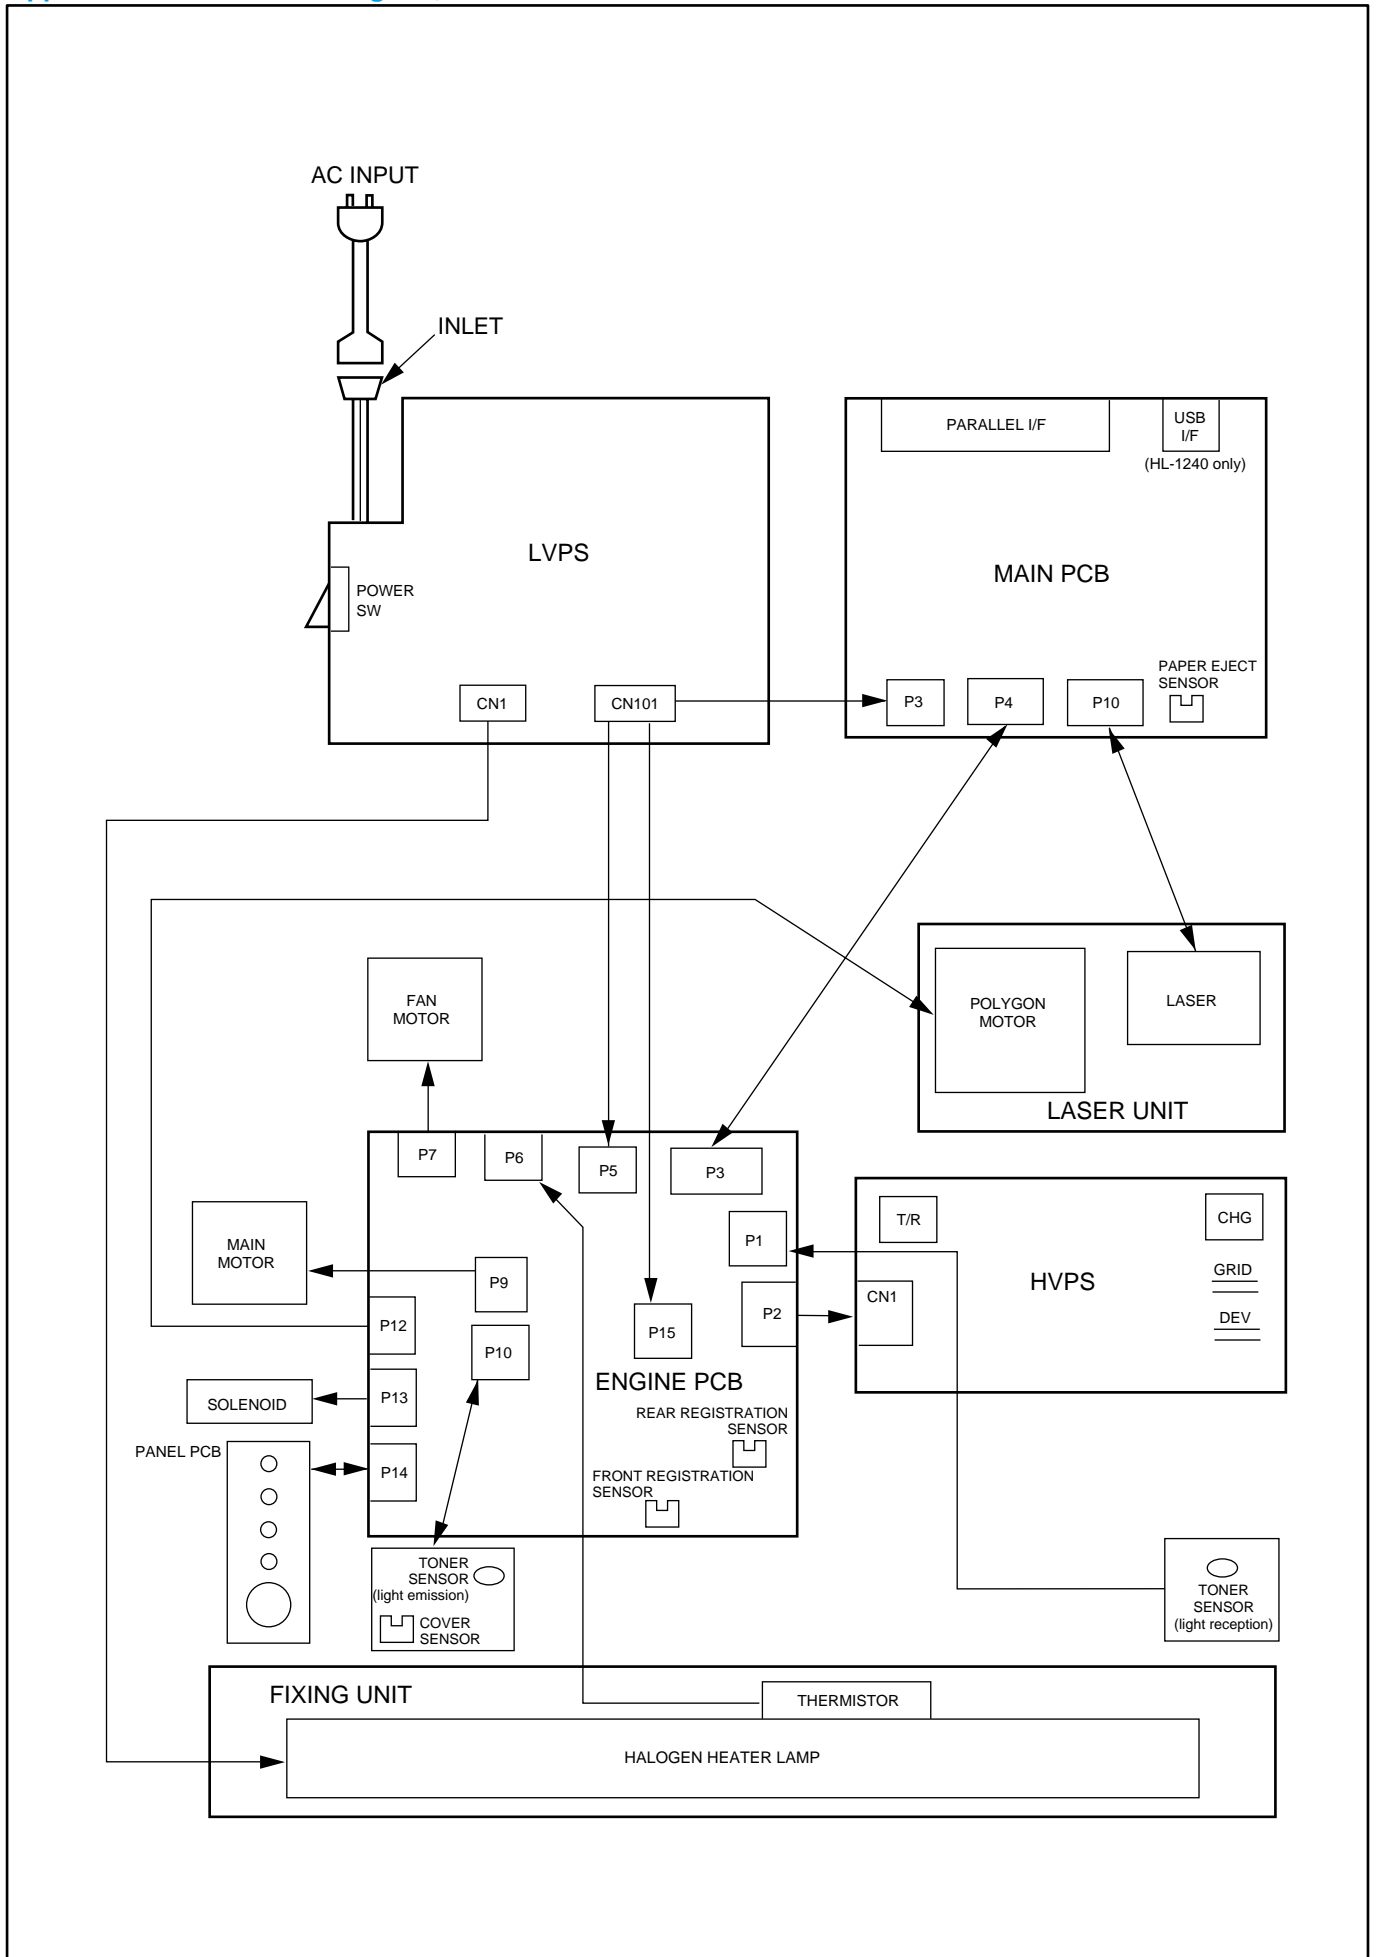 AC INPUT
INLET
PARALLEL I/F
USB
I/F
(HL-1240 only)
LVPS
MAIN PCB
POWER
SW
PAPER EJECT
SENSOR
CN1
CN101
P3
P4
P10
FAN
MOTOR
POLYGON
MOTOR
LASER
LASER UNIT
P7
P6
P5
P3
T/R
CHG
MAIN
MOTOR
P1
P9
HVPS
GRID
CN1
DEV
P12
P2
P10
P15
ENGINE PCB
SOLENOID
P13
REAR REGISTRATION
SENSOR
PANEL PCB
P14
FRONT REGISTRATION
SENSOR
TONER
SENSOR
(light emission)
COVER
SENSOR
TONER
SENSOR
(light reception)
FIXING UNIT
THERMISTOR
HALOGEN HEATER LAMP